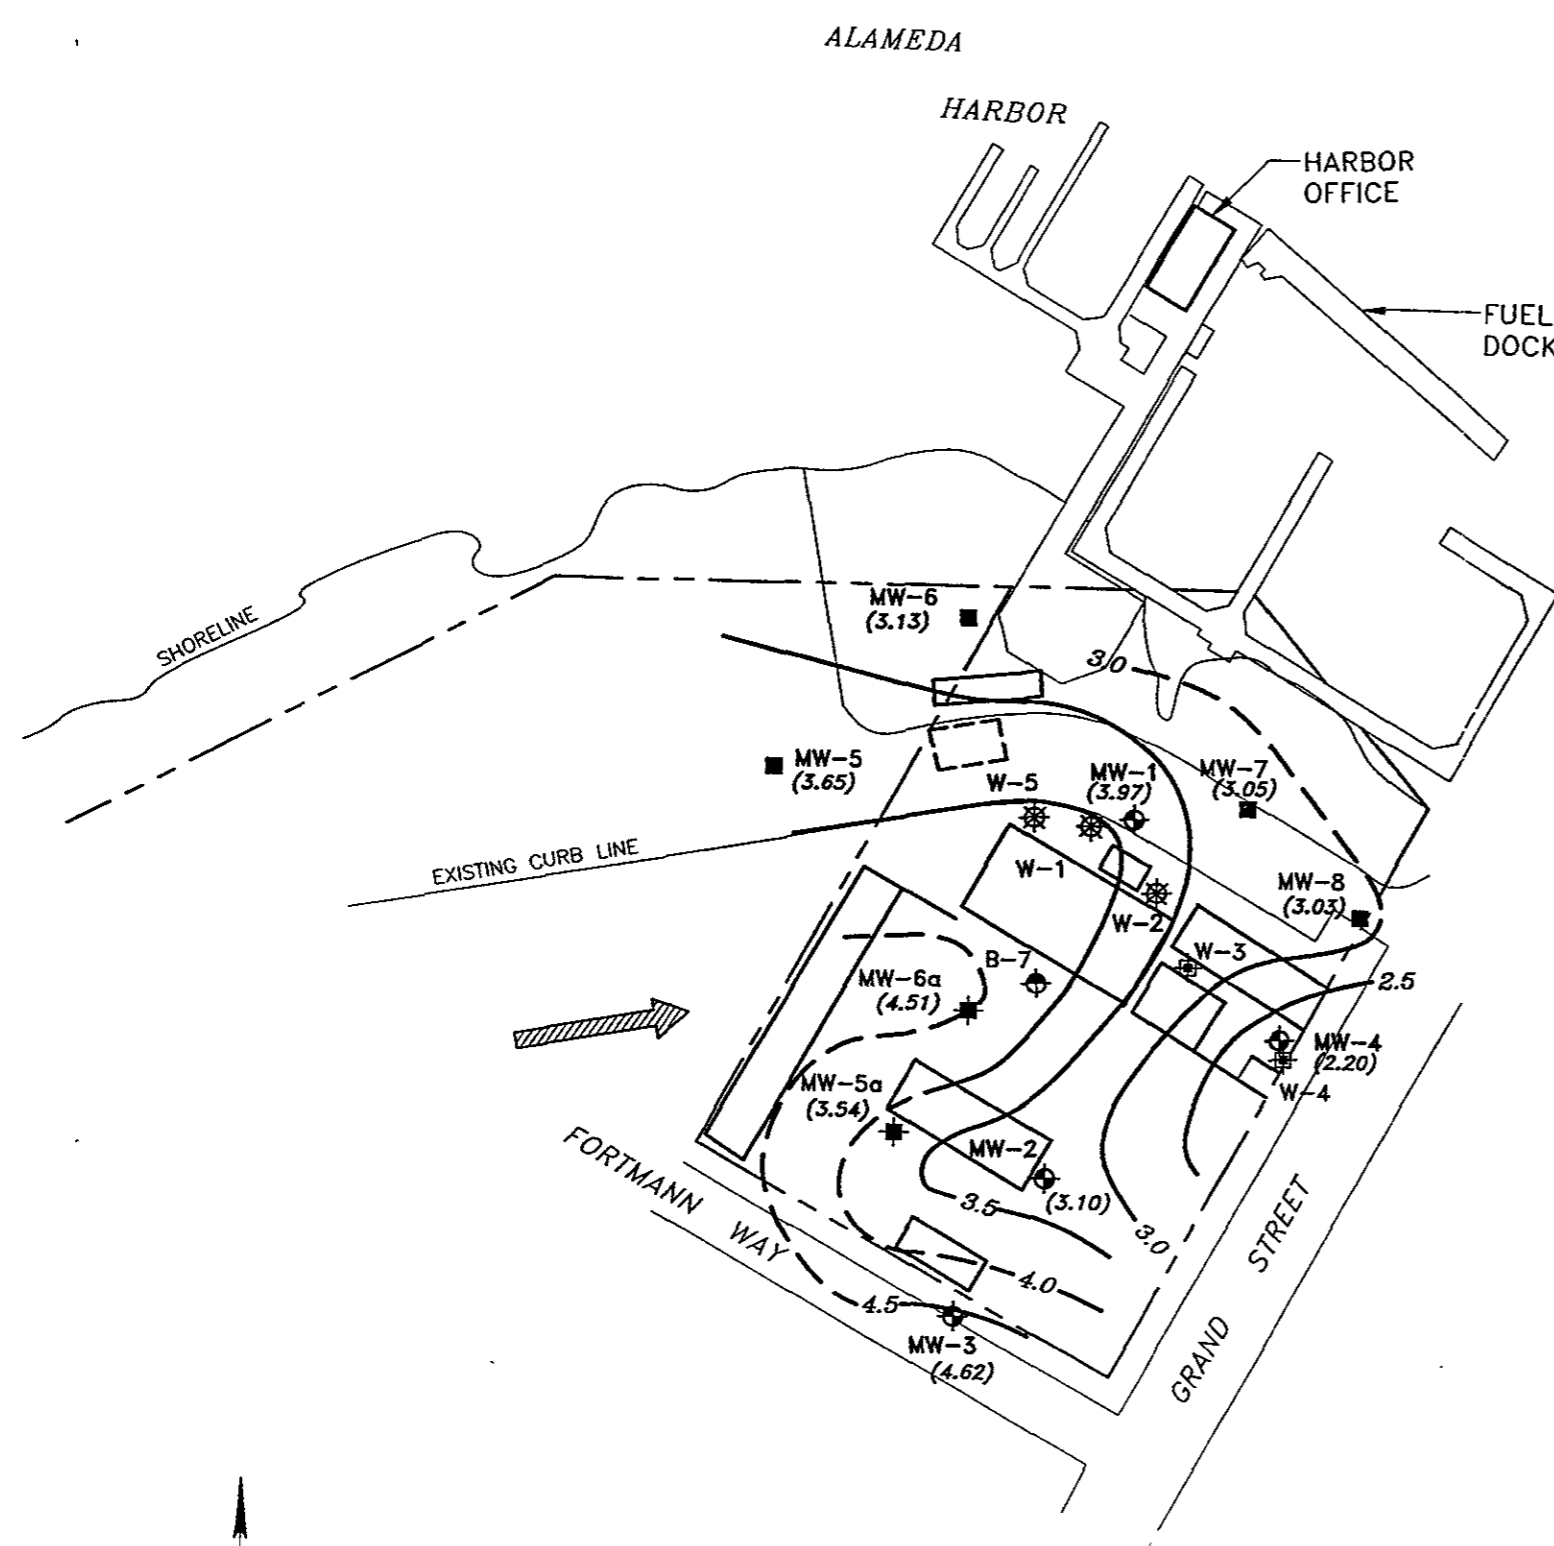 ALAMEDA
HARBOR
HARBOR
OFFICE
FUEL
DOCK
SHORELINE
MW-6
(3.13)
3.0
MW-5
(3.65)
W-5
MW-1
(3.97)
MW-7
(3.05)
EXISTING CURB LINE
W-1
W-2
MW-8
(3.03)
W-3
B-7
MW-6a
(4.51)
2.5
MW-4
(2.20)
W-4
MW-5a
(3.54)
MW-2
(3.10)
3.5
3.0
4.0
4.5
MW-3
(4.62)
FORTMANN WAY
GRAND STREET